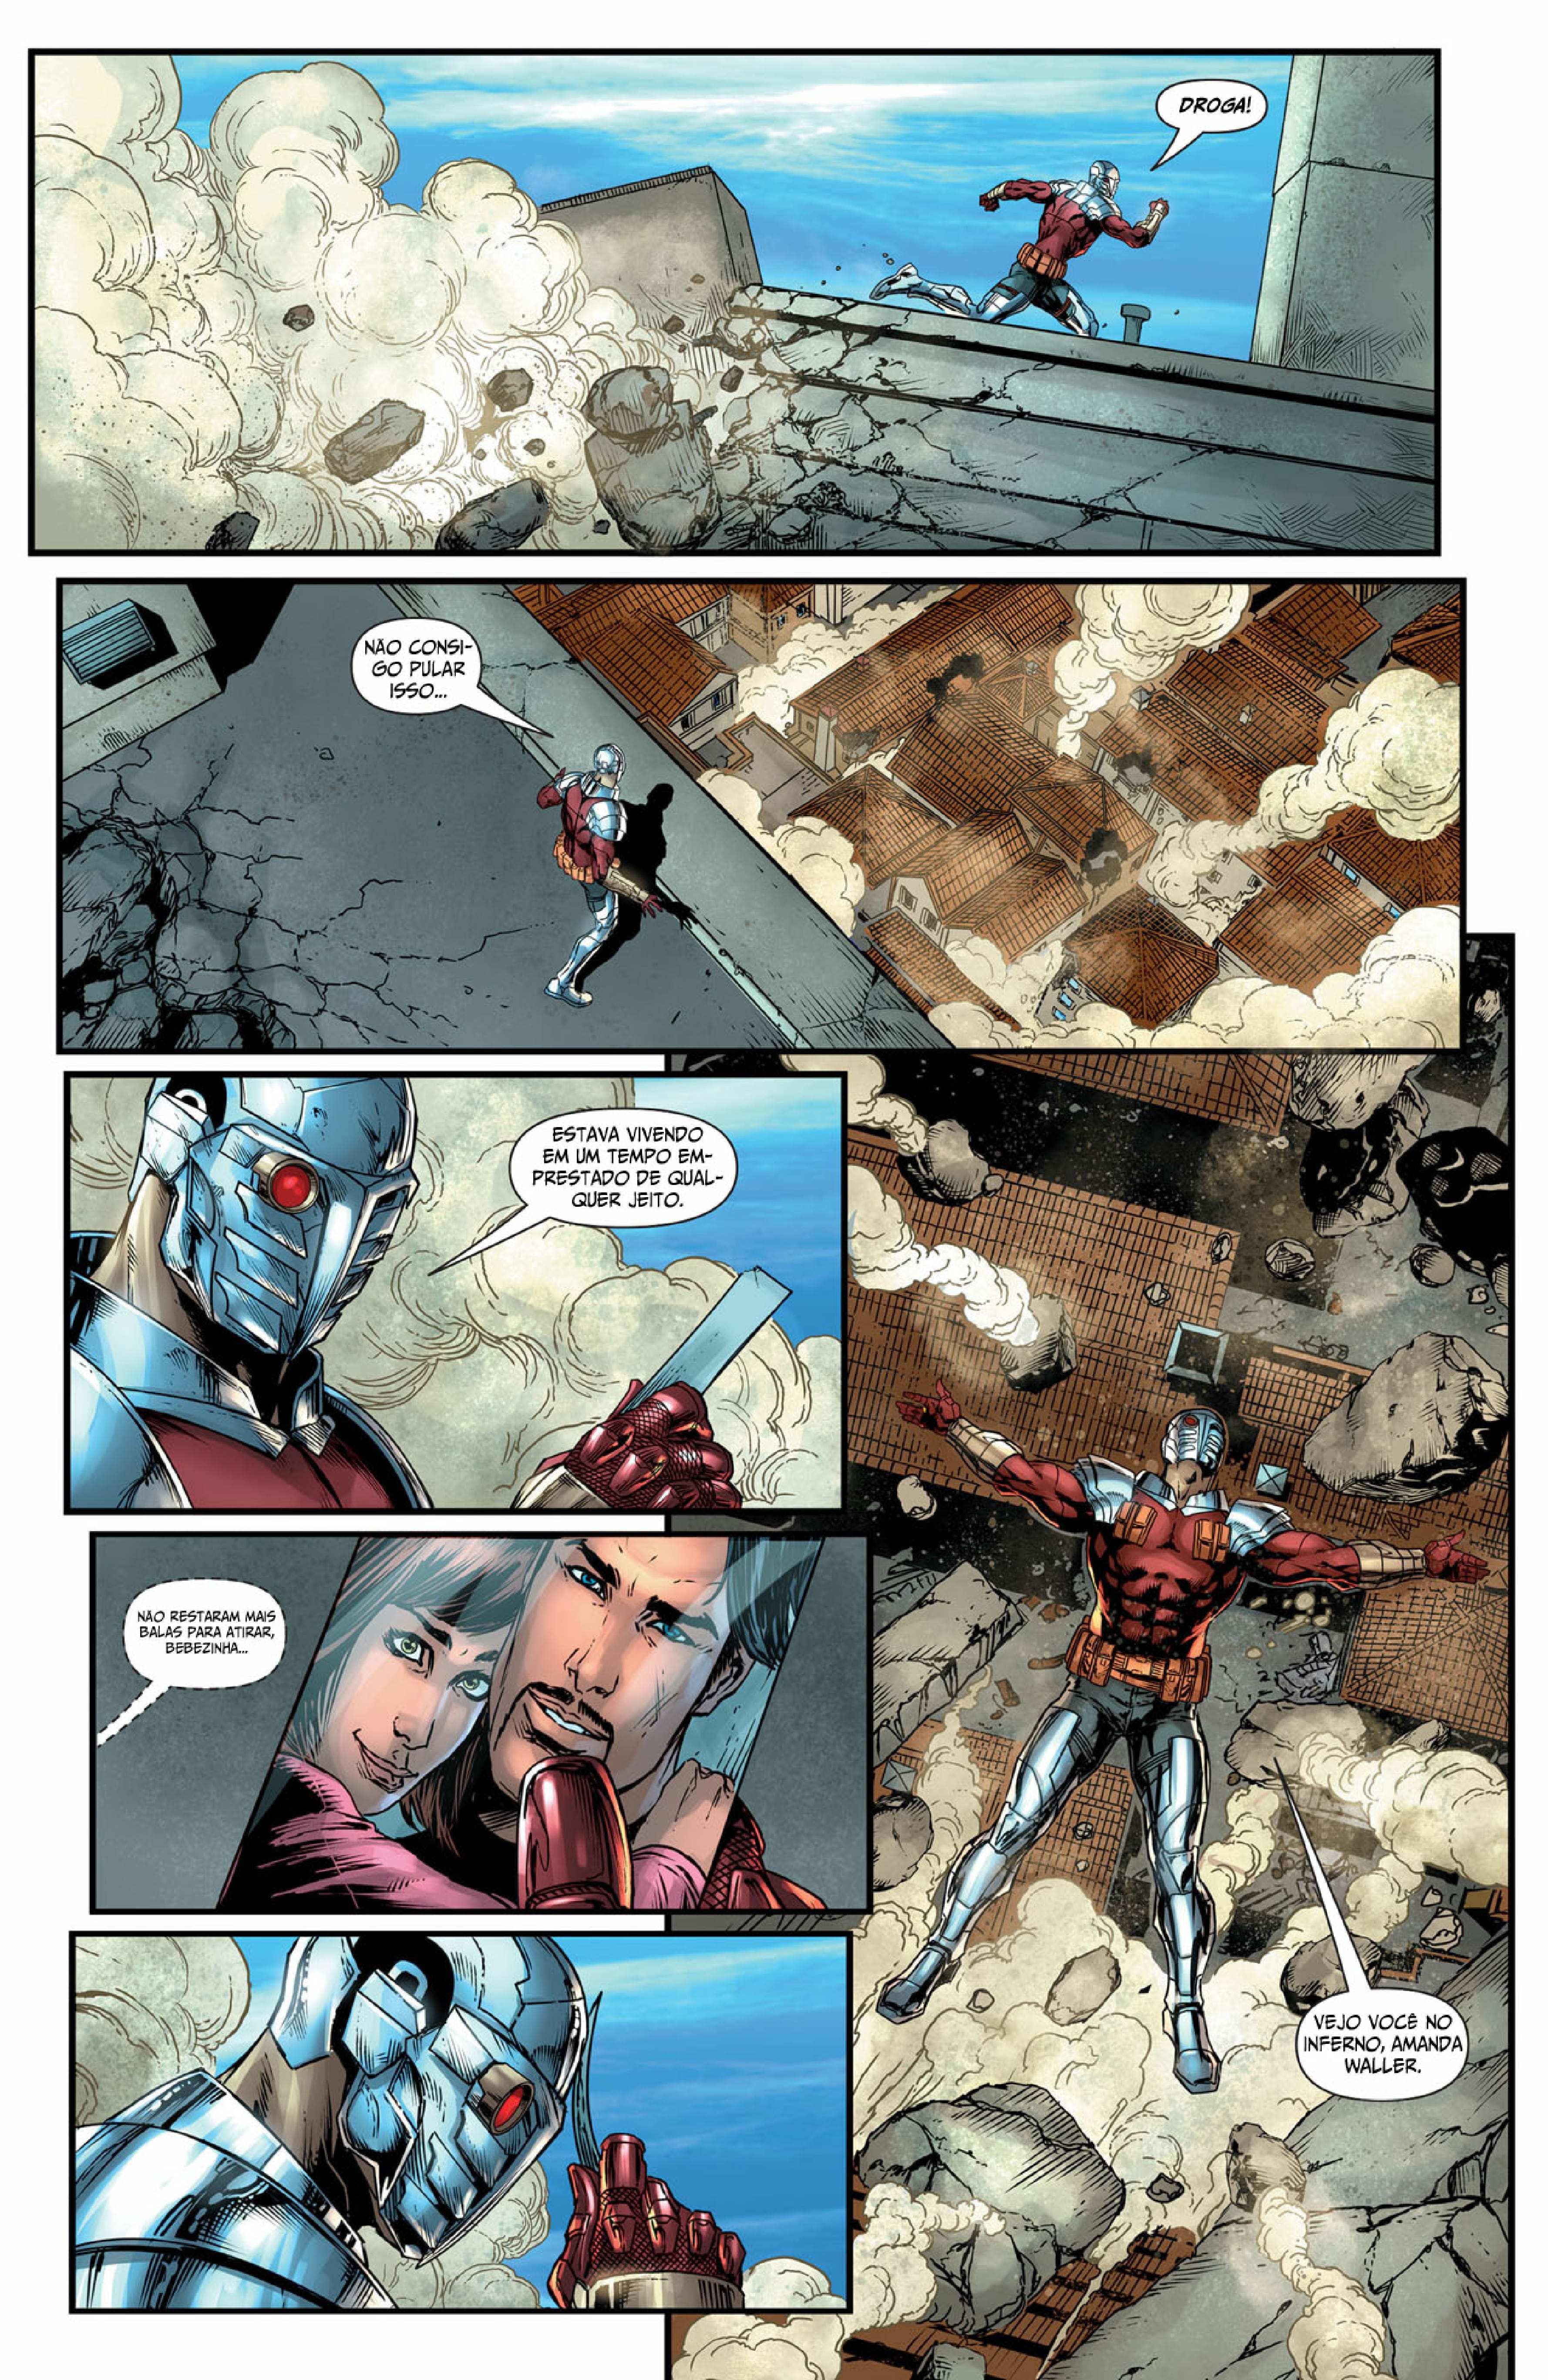 DROGA!
NÃO CONSI-
GO PULAR
ISSO...
ESTAVA VIVENDO
EM UM TEMPO EM-
PRESTADO DE QUAL-
QUER JEITO.
NÃO RESTARAM MAIS
BALAS PARA ATIRAR,
BEBEZINHA...
VEJO VOCÊ NO
INFERNO, AMANDA
WALLER.